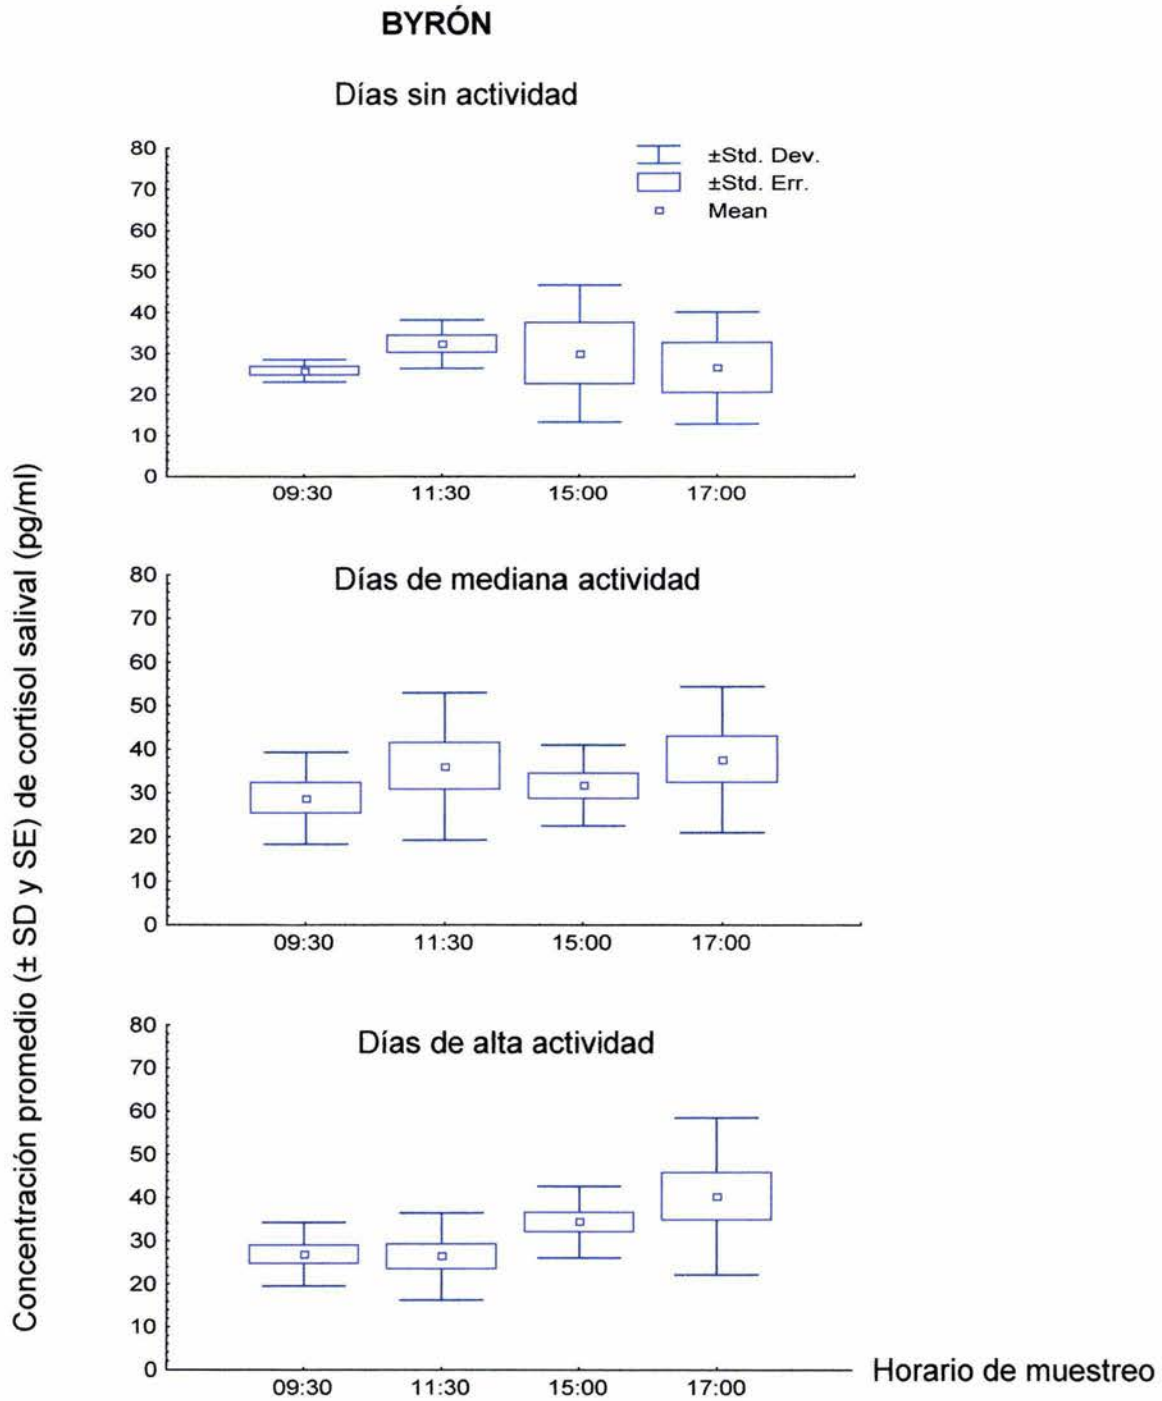 BYRÓN
Días sin actividad
80
70
60
50
40
30
20
10
0
±Std. Dev.
±Std. Err.
Mean
09:30 11:30 15:00 17:00
Concentración promedio (± SD y SE) de cortisol salival (pg/ml)
Días de mediana actividad
80
70
60
50
40
30
20
10
0
09:30 11:30 15:00 17:00
Días de alta actividad
80
70
60
50
40
30
20
10
0
09:30 11:30 15:00 17:00
Horario de muestreo